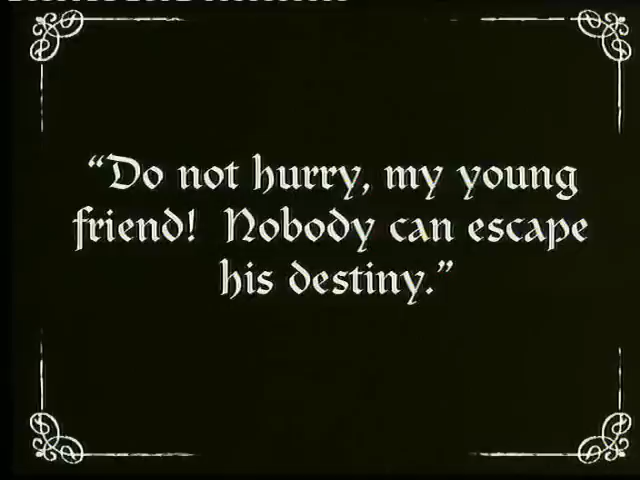 “Do not hurry, my young
friend! Nobody can escape
his destiny.”